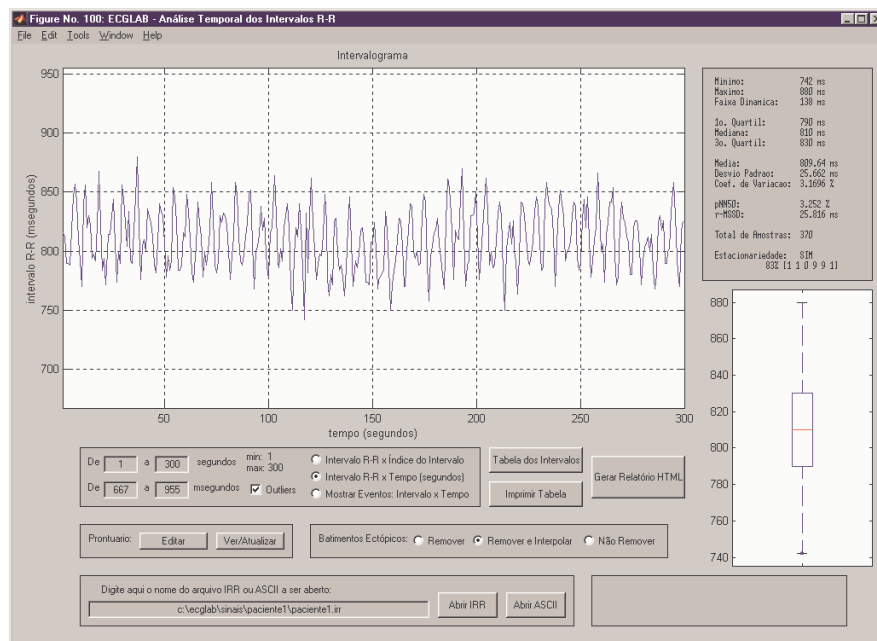 Figure No. 100: ECGLAB - Análise Temporal dos Intervalos R-R
File Edit Tools Window Help
Intervalograma
intervalo R-R (msegundos)
950
900
850
800
750
700
50 100 150 200 250 300
tempo (segundos)
Minimo: 742 ms
Maximo: 880 ms
Faixa Dinamica: 138 ms
1o. Quartil: 790 ms
Mediana: 810 ms
3o. Quartil: 830 ms
Media: 809.64 ms
Desvio Padrao: 25.662 ms
Coef. de Variacao: 3.1696 %
pNN50: 3.252 %
r-MSSD: 25.816 ms
Total de Amostras: 370
Estacionariedade: SIM
83% [1 1 0 9 9 1]
880
860
840
820
800
780
760
740
De 1 a 300 segundos min: 1
max: 300
De 667 a 955 msegundos Outliers
Intervalo R-R x Índice do Intervalo
Intervalo R-R x Tempo (segundos)
Mostrar Eventos: Intervalo x Tempo
Tabela dos Intervalos
Imprimir Tabela
Gerar Relatório HTML
Prontuario: Editar Ver/Atualizar
Batimentos Ectópicos: Remover Remover e Interpolar Não Remover
Digite aqui o nome do arquivo IRR ou ASCII a ser aberto:
c:\ecglab\sinais\paciente1\paciente1.irr
Abrir IRR Abrir ASCII